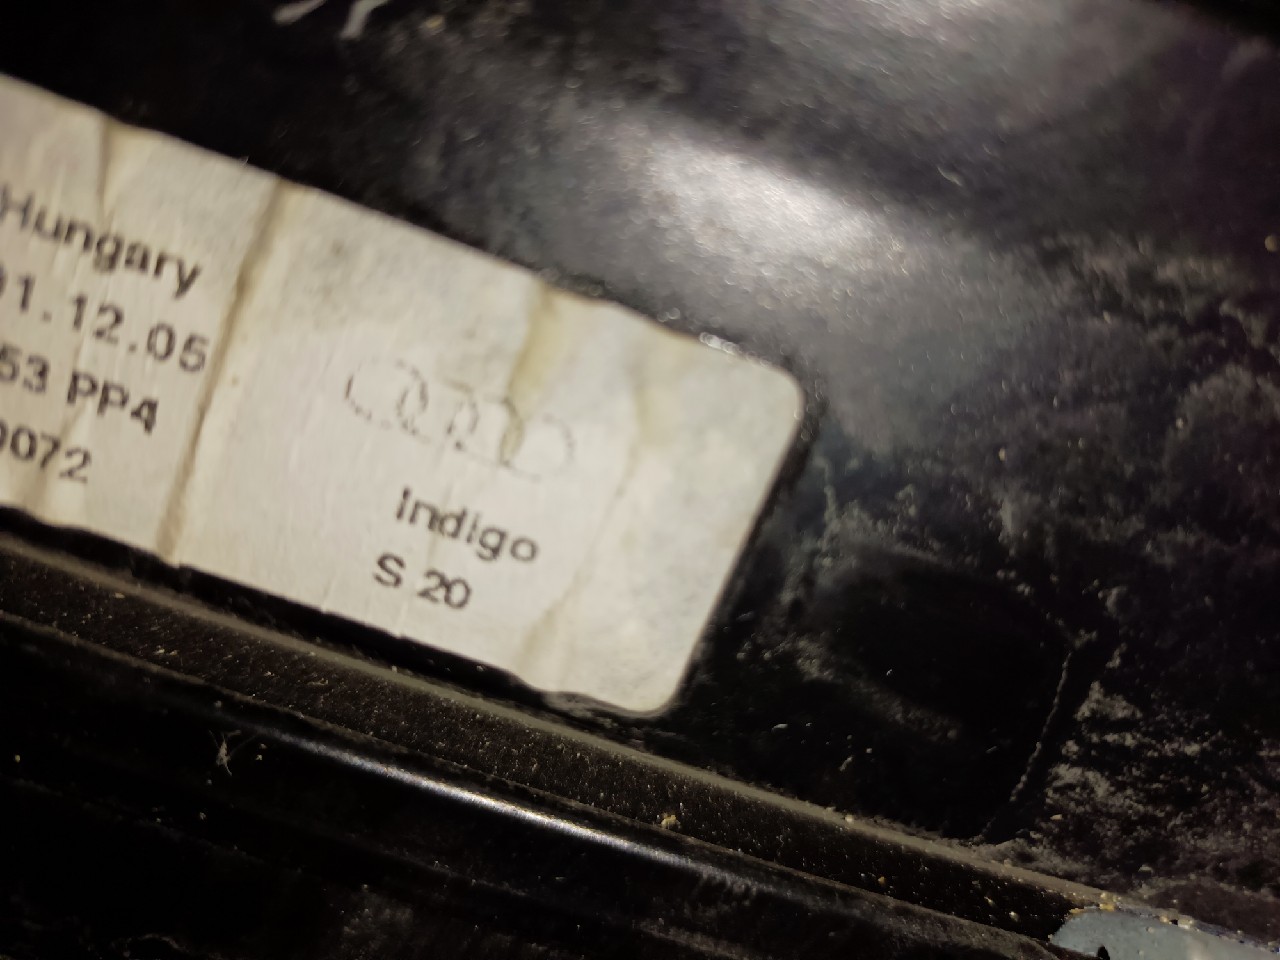 Hungary
1.12.05
53 PP4
0072
Indigo
S 20